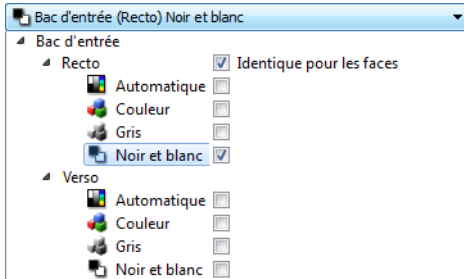 Bac d'entrée (Recto) Noir et blanc
Bac d'entrée
Recto Identique pour les faces
Automatique
Couleur
Gris
Noir et blanc
Verso
Automatique
Couleur
Gris
Noir et blanc